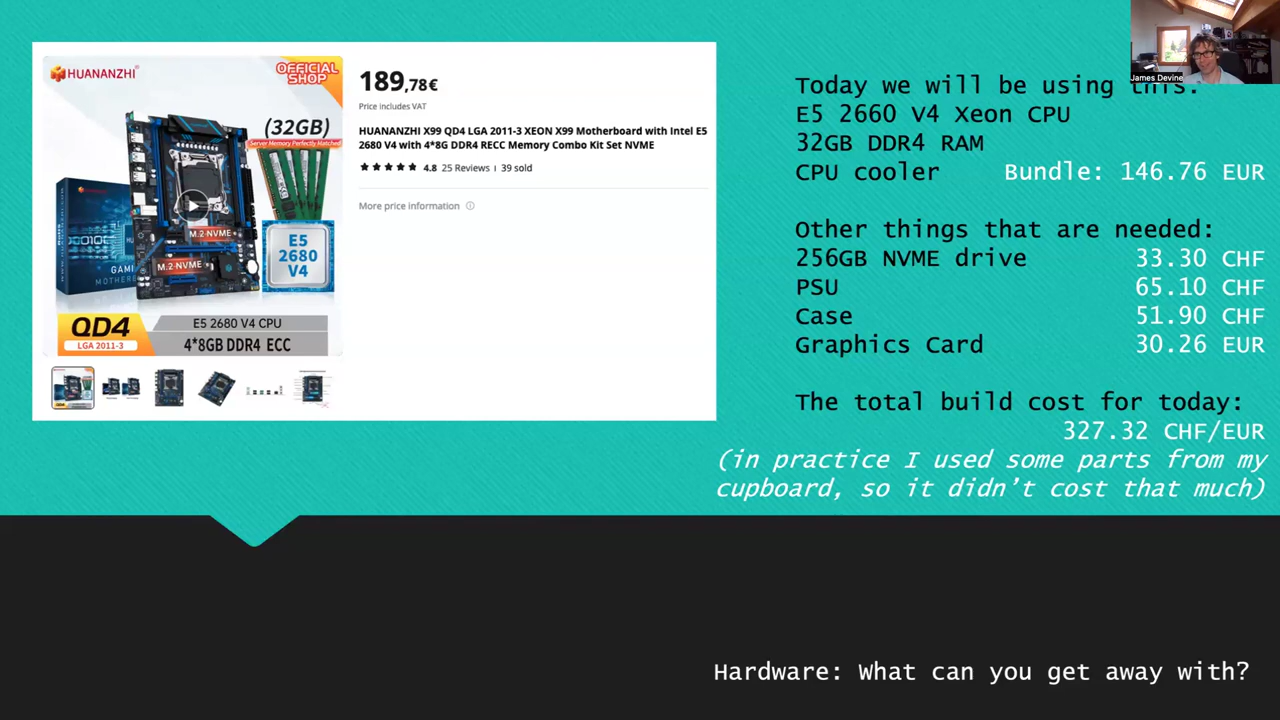 HUANANZHI
OFFICIAL
SHOP
(32GB)
Server Memory Perfectly Matched
M.2 NVME
M.2 NVME
E5
2680
V4
QD4
LGA 2011-3
E5 2680 V4 CPU
4*8GB DDR4 ECC
189,78€
Price includes VAT
HUANANZHI X99 QD4 LGA 2011-3 XEON X99 Motherboard with Intel E5
2680 V4 with 4*8G DDR4 RECC Memory Combo Kit Set NVME
4.8 25 Reviews | 39 sold
More price information
James Devine
Today we will be using this:
E5 2660 V4 Xeon CPU
32GB DDR4 RAM
CPU cooler Bundle: 146.76 EUR
Other things that are needed:
256GB NVME drive 33.30 CHF
PSU 65.10 CHF
Case 51.90 CHF
Graphics Card 30.26 EUR
The total build cost for today:
327.32 CHF/EUR
(in practice I used some parts from my
cupboard, so it didn't cost that much)
Hardware: What can you get away with?